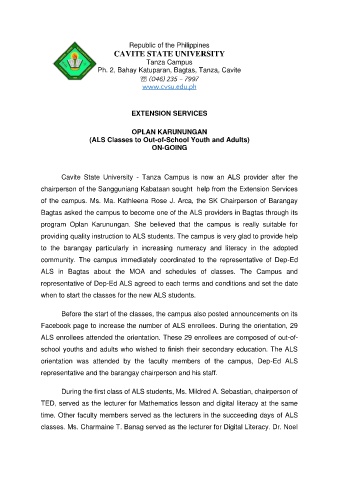 Republic of the Philippines
CAVITE STATE UNIVERSITY
Tanza Campus
Ph. 2, Bahay Katuparan, Bagtas, Tanza, Cavite
☏ (046) 235 – 7997
www.cvsu.edu.ph
EXTENSION SERVICES
OPLAN KARUNUNGAN
(ALS Classes to Out-of-School Youth and Adults)
ON-GOING
Cavite State University - Tanza Campus is now an ALS provider after the
chairperson of the Sangguniang Kabataan sought help from the Extension Services
of the campus. Ms. Ma. Kathleena Rose J. Arca, the SK Chairperson of Barangay
Bagtas asked the campus to become one of the ALS providers in Bagtas through its
program Oplan Karunungan. She believed that the campus is really suitable for
providing quality instruction to ALS students. The campus is very glad to provide help
to the barangay particularly in increasing numeracy and literacy in the adopted
community. The campus immediately coordinated to the representative of Dep-Ed
ALS in Bagtas about the MOA and schedules of classes. The Campus and
representative of Dep-Ed ALS agreed to each terms and conditions and set the date
when to start the classes for the new ALS students.
Before the start of the classes, the campus also posted announcements on its
Facebook page to increase the number of ALS enrollees. During the orientation, 29
ALS enrollees attended the orientation. These 29 enrollees are composed of out-of-
school youths and adults who wished to finish their secondary education. The ALS
orientation was attended by the faculty members of the campus, Dep-Ed ALS
representative and the barangay chairperson and his staff.
During the first class of ALS students, Ms. Mildred A. Sebastian, chairperson of
TED, served as the lecturer for Mathematics lesson and digital literacy at the same
time. Other faculty members served as the lecturers in the succeeding days of ALS
classes. Ms. Charmaine T. Banag served as the lecturer for Digital Literacy. Dr. Noel